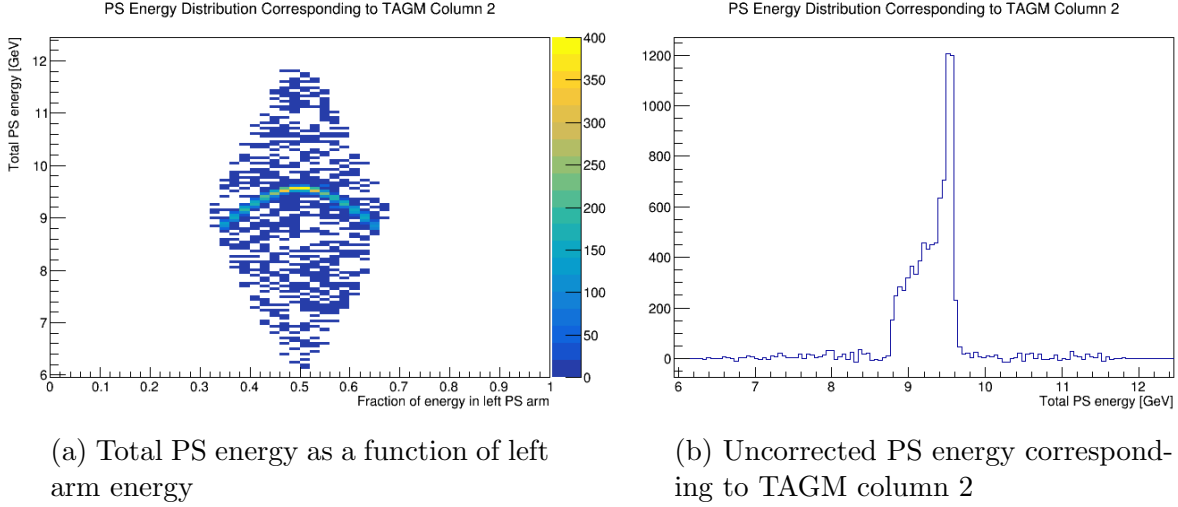 PS Energy Distribution Corresponding to TAGM Column 2
Total PS energy [GeV]
12
11
10
9
8
7
6
0 0.1 0.2 0.3 0.4 0.5 0.6 0.7 0.8 0.9 1
Fraction of energy in left PS arm
400
350
300
250
200
150
100
50
0
(a) Total PS energy as a function of left
arm energy
PS Energy Distribution Corresponding to TAGM Column 2
1200
1000
800
600
400
200
0
6 7 8 9 10 11 12
Total PS energy [GeV]
(b) Uncorrected PS energy correspond-
ing to TAGM column 2